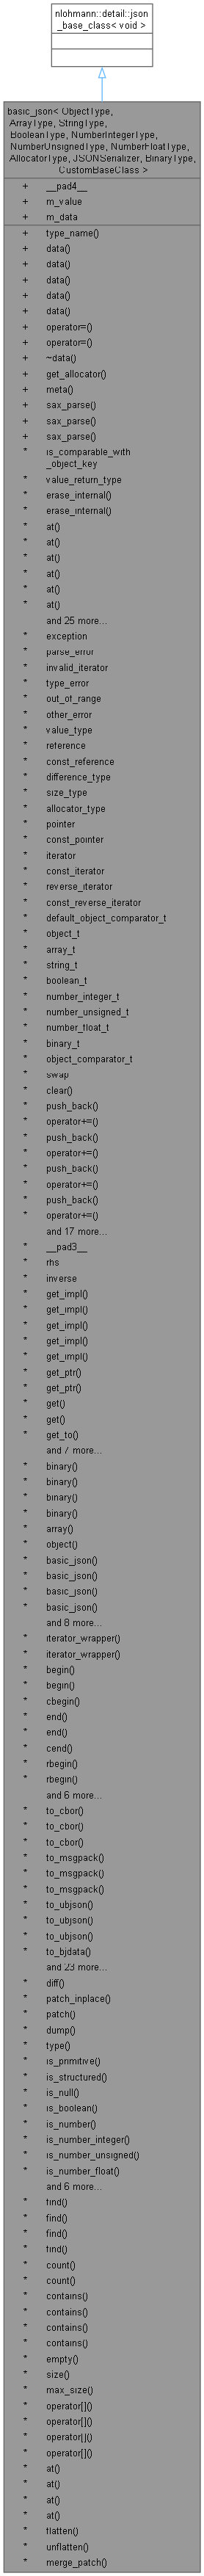 nlohmann::detail::json
_base_class< void >
basic_json< ObjectType,
ArrayType, StringType,
BooleanType, NumberIntegerType,
NumberUnsignedType, NumberFloatType,
AllocatorType, JSONSerializer, BinaryType,
CustomBaseClass >
+ __pad4__
+ m_value
+ m_data
+ type_name()
+ data()
+ data()
+ data()
+ data()
+ data()
+ operator=()
+ operator=()
+ ~data()
+ get_allocator()
+ meta()
+ sax_parse()
+ sax_parse()
+ sax_parse()
* is_comparable_with
_object_key
* value_return_type
* erase_internal()
* erase_internal()
* at()
* at()
* at()
* at()
* at()
* at()
and 25 more...
* exception
* parse_error
* invalid_iterator
* type_error
* out_of_range
* other_error
* value_type
* reference
* const_reference
* difference_type
* size_type
* allocator_type
* pointer
* const_pointer
* iterator
* const_iterator
* reverse_iterator
* const_reverse_iterator
* default_object_comparator_t
* object_t
* array_t
* string_t
* boolean_t
* number_integer_t
* number_unsigned_t
* number_float_t
* binary_t
* object_comparator_t
* swap
* clear()
* push_back()
* operator+=()
* push_back()
* operator+=()
* push_back()
* operator+=()
* push_back()
* operator+=()
and 17 more...
* __pad3__
* rhs
* inverse
* get_impl()
* get_impl()
* get_impl()
* get_impl()
* get_impl()
* get_ptr()
* get_ptr()
* get()
* get()
* get_to()
and 7 more...
* binary()
* binary()
* binary()
* binary()
* array()
* object()
* basic_json()
* basic_json()
* basic_json()
* basic_json()
and 8 more...
* iterator_wrapper()
* iterator_wrapper()
* begin()
* begin()
* cbegin()
* end()
* end()
* cend()
* rbegin()
* rbegin()
and 6 more...
* to_cbor()
* to_cbor()
* to_cbor()
* to_msgpack()
* to_msgpack()
* to_msgpack()
* to_ubjson()
* to_ubjson()
* to_ubjson()
* to_bjdata()
and 23 more...
* diff()
* patch_inplace()
* patch()
* dump()
* type()
* is_primitive()
* is_structured()
* is_null()
* is_boolean()
* is_number()
* is_number_integer()
* is_number_unsigned()
* is_number_float()
and 6 more...
* find()
* find()
* find()
* find()
* count()
* count()
* contains()
* contains()
* contains()
* contains()
* empty()
* size()
* max_size()
* operator[]()
* operator[]()
* operator[]()
* operator[]()
* at()
* at()
* at()
* at()
* flatten()
* unflatten()
* merge_patch()